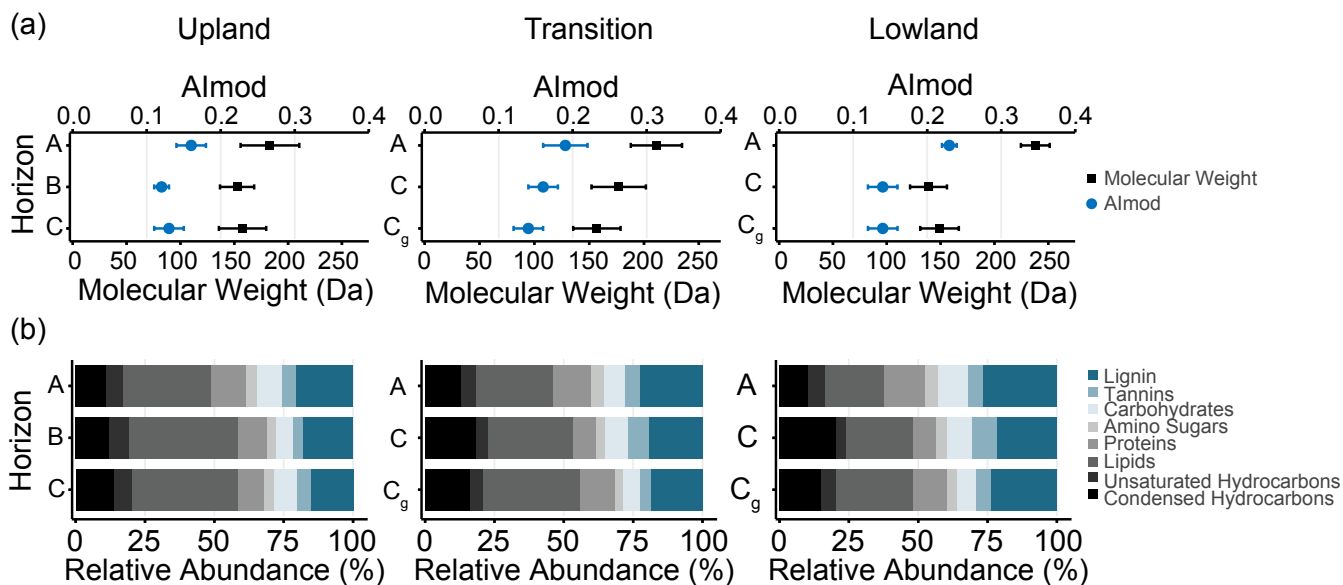 (a)
Upland Transition Lowland
AImod AImod AImod
0.0 0.1 0.2 0.3 0.4 0.0 0.1 0.2 0.3 0.4 0.0 0.1 0.2 0.3 0.4
Horizon
A
B
C
A
C
Cg
A
C
Cg
Molecular Weight
AImod
0 50 100 150 200 250 0 50 100 150 200 250 0 50 100 150 200 250
Molecular Weight (Da) Molecular Weight (Da) Molecular Weight (Da)
(b)
Horizon
A
B
C
A
C
Cg
A
C
Cg
Lignin
Tannins
Carbohydrates
Amino Sugars
Proteins
Lipids
Unsaturated Hydrocarbons
Condensed Hydrocarbons
0 25 50 75 100 0 25 50 75 100 0 25 50 75 100
Relative Abundance (%) Relative Abundance (%) Relative Abundance (%)